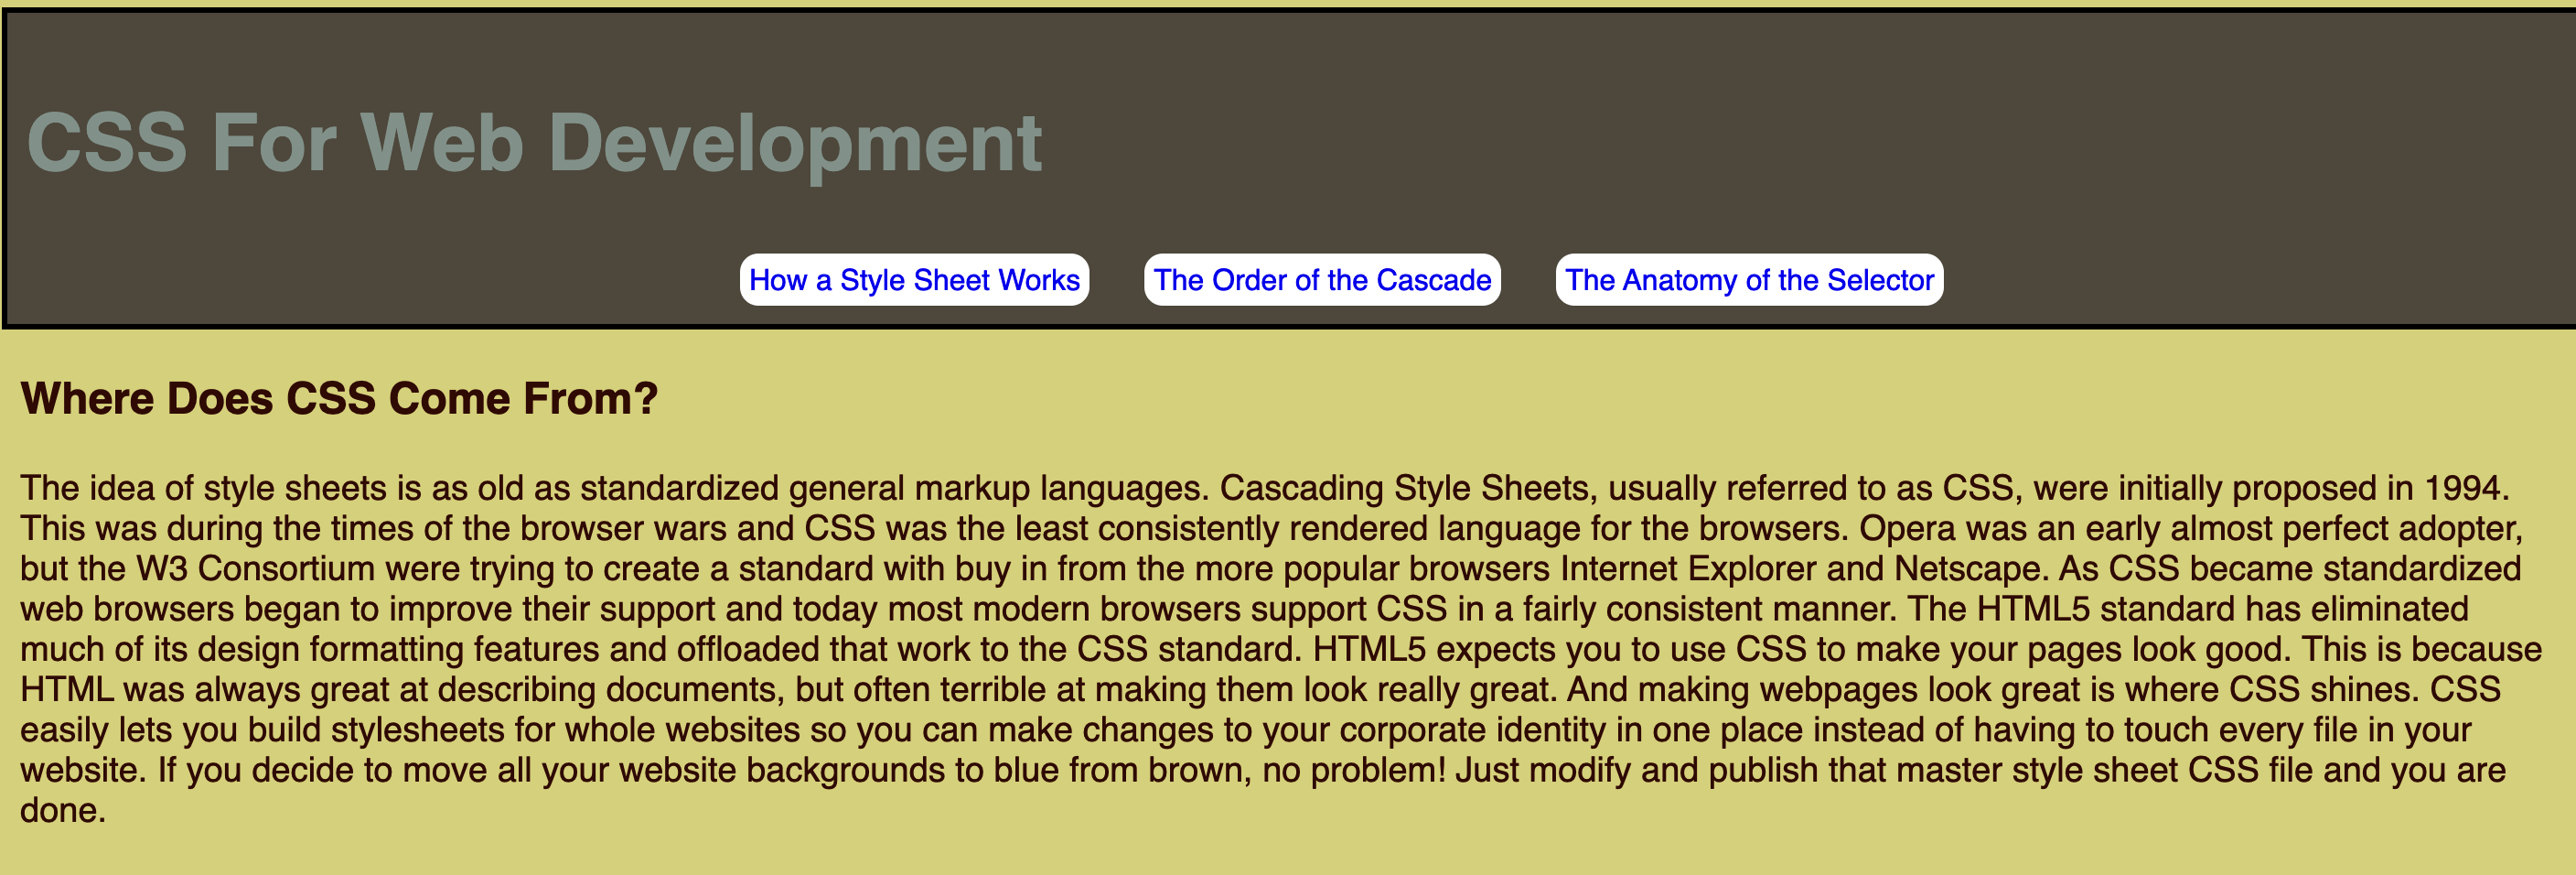 CSS For Web Development
How a Style Sheet Works The Order of the Cascade The Anatomy of the Selector
Where Does CSS Come From?
The idea of style sheets is as old as standardized general markup languages. Cascading Style Sheets, usually referred to as CSS, were initially proposed in 1994.
This was during the times of the browser wars and CSS was the least consistently rendered language for the browsers. Opera was an early almost perfect adopter,
but the W3 Consortium were trying to create a standard with buy in from the more popular browsers Internet Explorer and Netscape. As CSS became standardized
web browsers began to improve their support and today most modern browsers support CSS in a fairly consistent manner. The HTML5 standard has eliminated
much of its design formatting features and offloaded that work to the CSS standard. HTML5 expects you to use CSS to make your pages look good. This is because
HTML was always great at describing documents, but often terrible at making them look really great. And making webpages look great is where CSS shines. CSS
easily lets you build stylesheets for whole websites so you can make changes to your corporate identity in one place instead of having to touch every file in your
website. If you decide to move all your website backgrounds to blue from brown, no problem! Just modify and publish that master style sheet CSS file and you are
done.